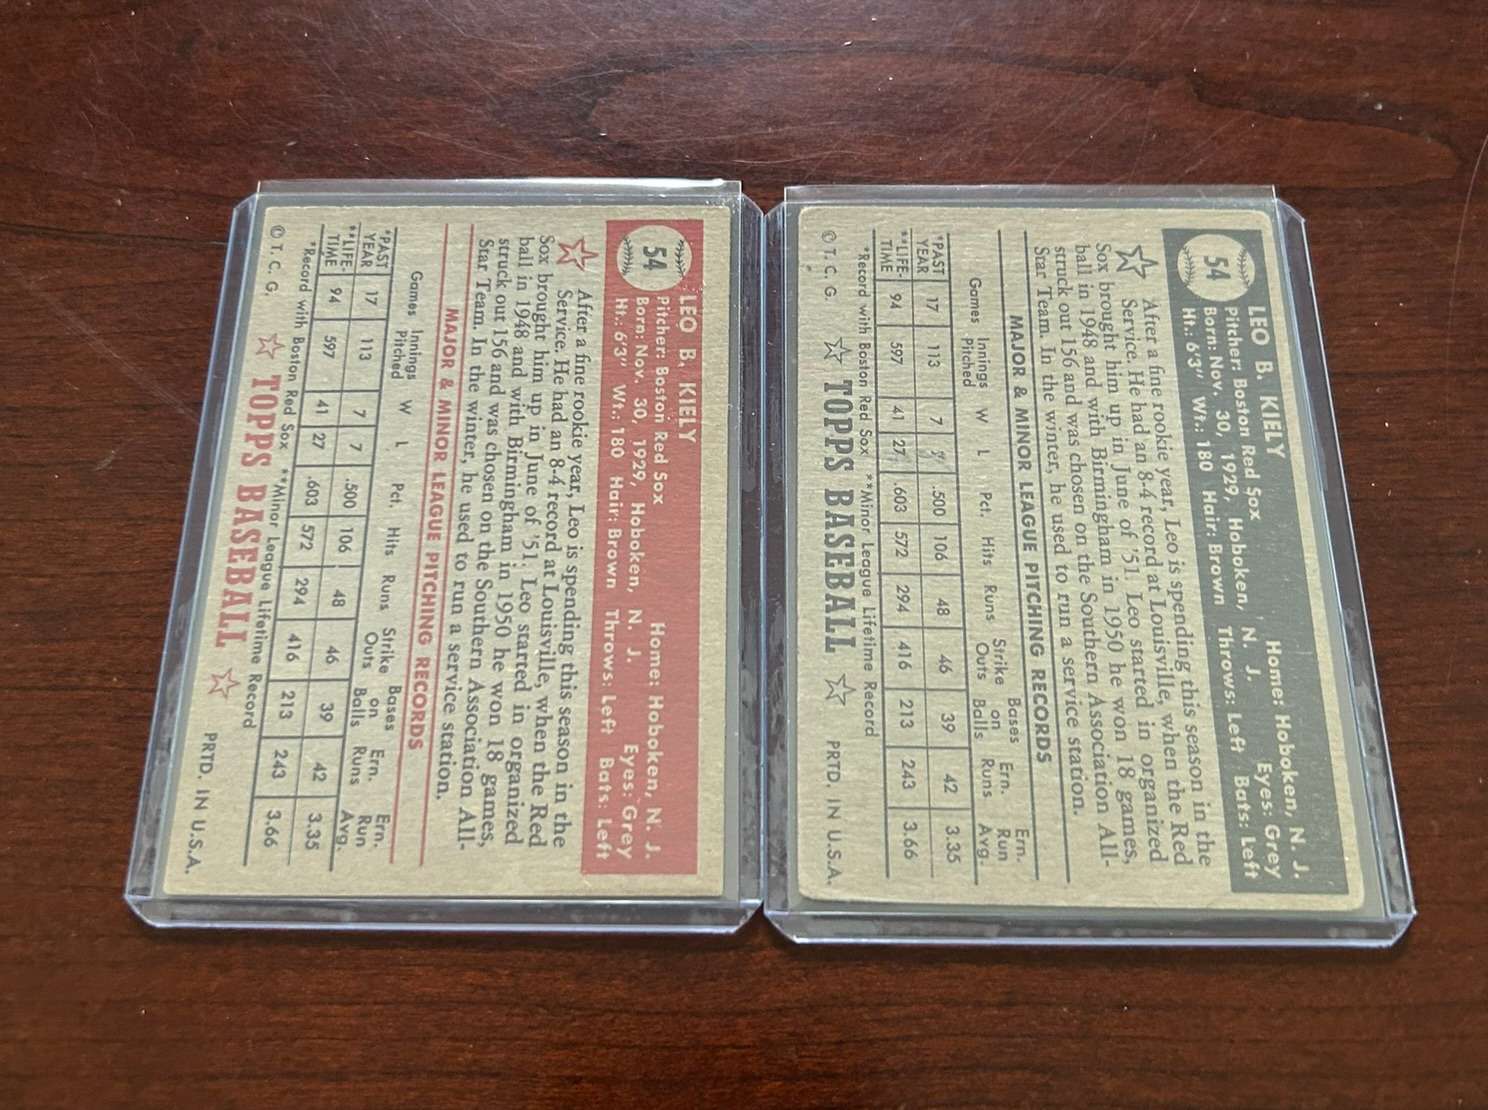 54
LEO B. KIELY Home: Hoboken, N. J.
Pitcher: Boston Red Sox
Born: Nov. 30, 1929, Hoboken, N. J. Eyes: Grey
Ht.: 6'3" Wt.: 180 Hair: Brown Throws: Left Bats: Left
After a fine rookie year, Leo is spending this season in the
Service. He had an 8-4 record at Louisville, when the Red
Sox brought him up in June of '51. Leo started in organized
ball in 1948 and with Birmingham in 1950 he won 18 games,
struck out 156 and was chosen on the Southern Association All-
Star Team. In the winter, he used to run a service station.
MAJOR & MINOR LEAGUE PITCHING RECORDS
Games Innings Pitched W L Pct. Hits Runs Strike Outs Bases on Balls Ern. Runs Ern. Run Avg.
*PAST YEAR 17 113 7 7 .500 106 48 46 39 42 3.35
**LIFE-TIME 94 597 41 27 .603 572 294 416 213 243 3.66
*Record with Boston Red Sox **Minor League Lifetime Record
© T. C. G. TOPPS BASEBALL PRTD. IN U.S.A.
54
LEO B. KIELY Home: Hoboken, N. J.
Pitcher: Boston Red Sox
Born: Nov. 30, 1929, Hoboken, N. J. Eyes: Grey
Ht.: 6'3" Wt.: 180 Hair: Brown Throws: Left Bats: Left
After a fine rookie year, Leo is spending this season in the
Service. He had an 8-4 record at Louisville, when the Red
Sox brought him up in June of '51. Leo started in organized
ball in 1948 and with Birmingham in 1950 he won 18 games,
struck out 156 and was chosen on the Southern Association All-
Star Team. In the winter, he used to run a service station.
MAJOR & MINOR LEAGUE PITCHING RECORDS
Games Innings Pitched W L Pct. Hits Runs Strike Outs Bases on Balls Ern. Runs Ern. Run Avg.
*PAST YEAR 17 113 7 7 .500 106 48 46 39 42 3.35
**LIFE-TIME 94 597 41 27 .603 572 294 416 213 243 3.66
*Record with Boston Red Sox **Minor League Lifetime Record
© T. C. G. TOPPS BASEBALL PRTD. IN U.S.A.